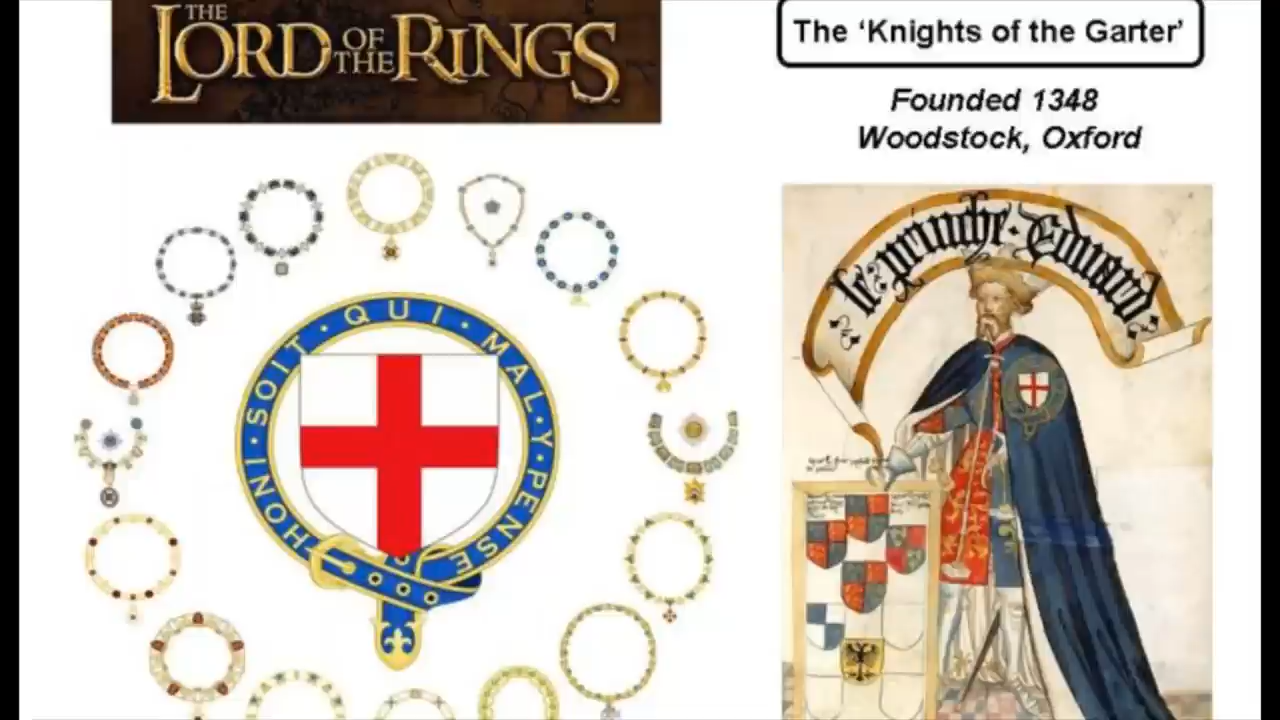 THE LORD OF THE RINGS
The ‘Knights of the Garter’
Founded 1348
Woodstock, Oxford
HONI·SOIT·QUI·MAL·Y·PENSE
le·prinche·Edward